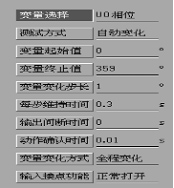 变量选择 U0相位
测试方式 自动变化
变量起始值 0 °
变量终止值 359 °
变量变化步长 1 °
每步维持时间 0.3 s
输出间断时间 0 s
动作确认时间 0.01 s
变量变化方式 全程变化
输入接点功能 正常打开